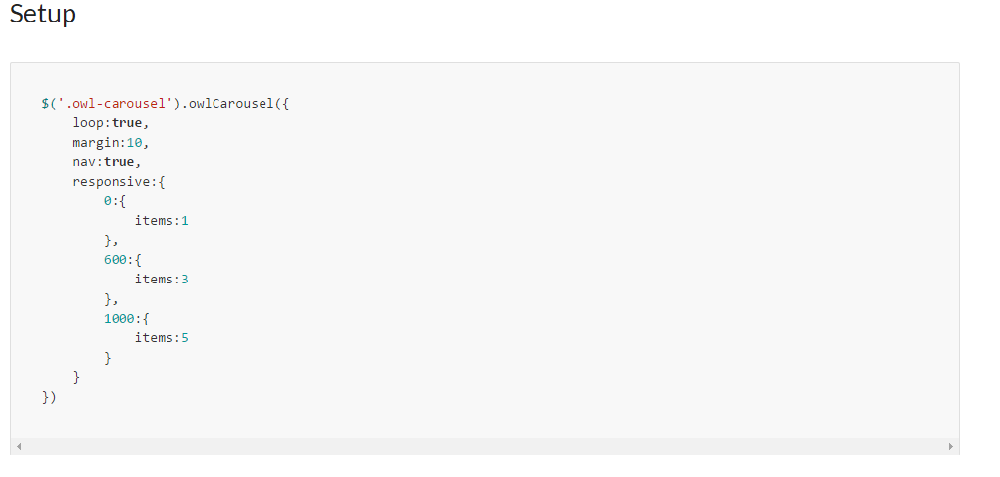 Setup
$('.owl-carousel').owlCarousel({
    loop:true,
    margin:10,
    nav:true,
    responsive:{
        0:{
            items:1
        },
        600:{
            items:3
        },
        1000:{
            items:5
        }
    }
})